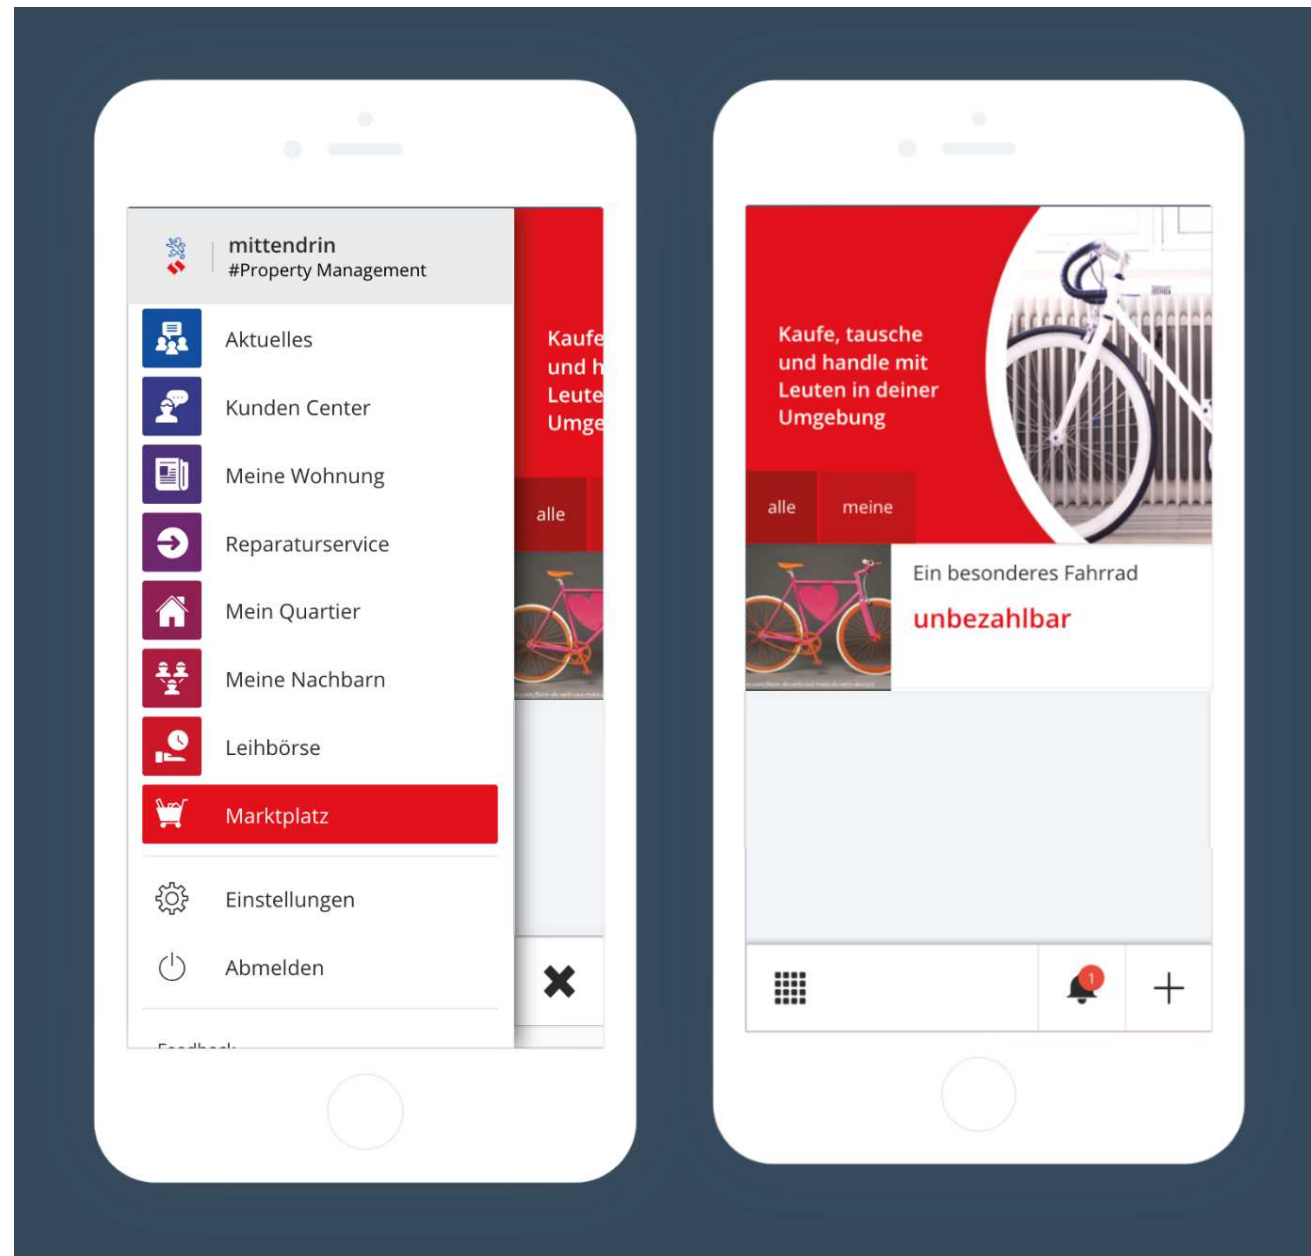 mittendrin
#Property Management
Aktuelles
Kunden Center
Meine Wohnung
Reparaturservice
Mein Quartier
Meine Nachbarn
Leihbörse
Marktplatz
Einstellungen
Abmelden
Feedback
Kaufe
und h
Leute
Umge
alle
Kaufe, tausche
und handle mit
Leuten in deiner
Umgebung
alle meine
Ein besonderes Fahrrad
unbezahlbar
1